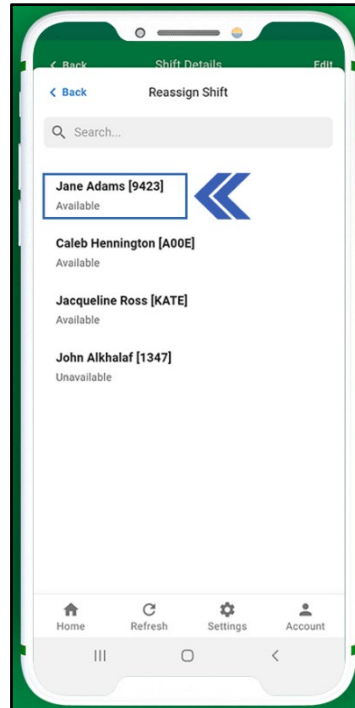 Back Shift Details Edit
Back Reassign Shift
Search...
Jane Adams [9423]
Available
Caleb Hennington [A00E]
Available
Jacqueline Ross [KATE]
Available
John Alkhalaf [1347]
Unavailable
Home Refresh Settings Account